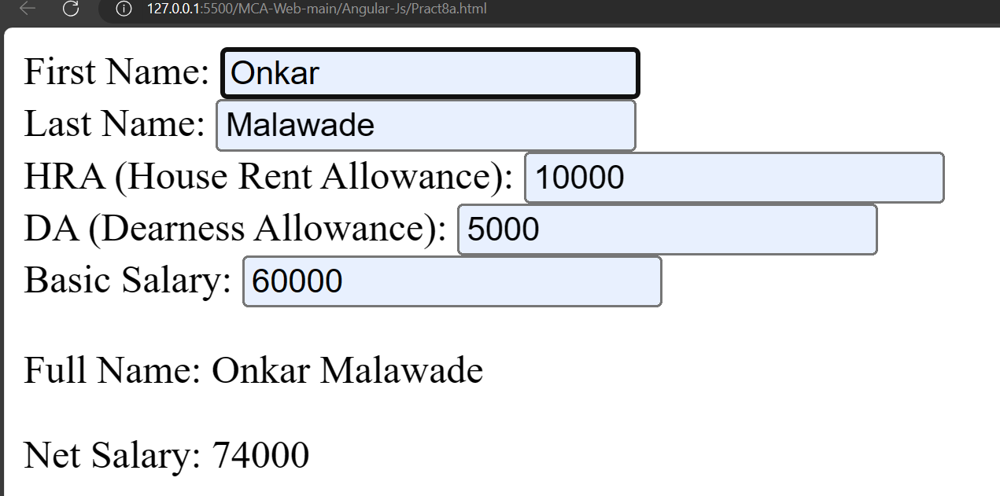 127.0.0.1:5500/MCA-Web-main/Angular-Js/Pract8a.html
First Name: Onkar
Last Name: Malawade
HRA (House Rent Allowance): 10000
DA (Dearness Allowance): 5000
Basic Salary: 60000
Full Name: Onkar Malawade
Net Salary: 74000